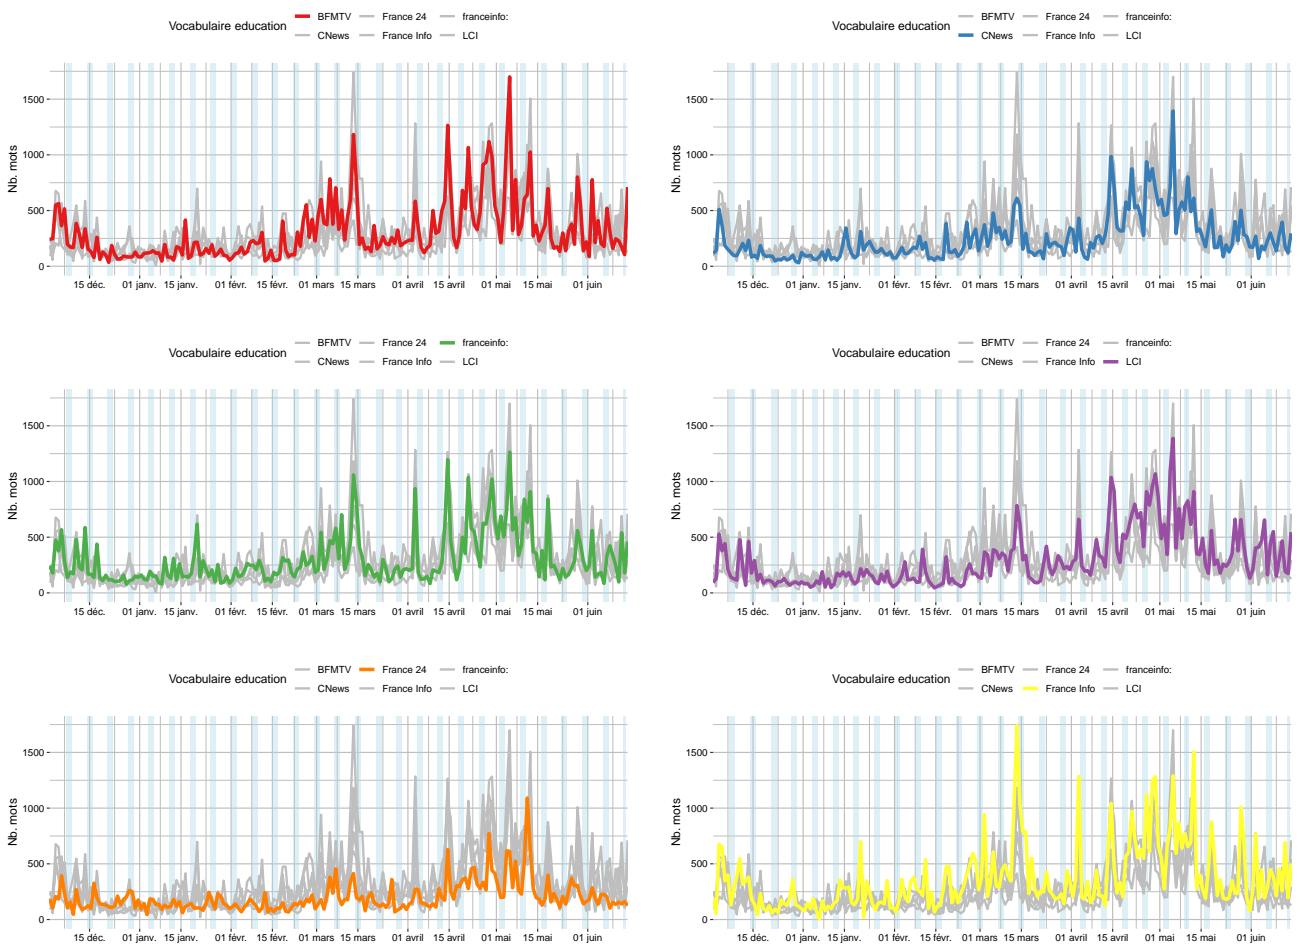 Vocabulaire education BFMTV France 24 franceinfo:
CNews France Info LCI
Nb. mots
1500
1000
500
0
15 déc. 01 janv. 15 janv. 01 févr. 15 févr. 01 mars 15 mars 01 avril 15 avril 01 mai 15 mai 01 juin
Vocabulaire education BFMTV France 24 franceinfo:
CNews France Info LCI
Nb. mots
1500
1000
500
0
15 déc. 01 janv. 15 janv. 01 févr. 15 févr. 01 mars 15 mars 01 avril 15 avril 01 mai 15 mai 01 juin
Vocabulaire education BFMTV France 24 franceinfo:
CNews France Info LCI
Nb. mots
1500
1000
500
0
15 déc. 01 janv. 15 janv. 01 févr. 15 févr. 01 mars 15 mars 01 avril 15 avril 01 mai 15 mai 01 juin
Vocabulaire education BFMTV France 24 franceinfo:
CNews France Info LCI
Nb. mots
1500
1000
500
0
15 déc. 01 janv. 15 janv. 01 févr. 15 févr. 01 mars 15 mars 01 avril 15 avril 01 mai 15 mai 01 juin
Vocabulaire education BFMTV France 24 franceinfo:
CNews France Info LCI
Nb. mots
1500
1000
500
0
15 déc. 01 janv. 15 janv. 01 févr. 15 févr. 01 mars 15 mars 01 avril 15 avril 01 mai 15 mai 01 juin
Vocabulaire education BFMTV France 24 franceinfo:
CNews France Info LCI
Nb. mots
1500
1000
500
0
15 déc. 01 janv. 15 janv. 01 févr. 15 févr. 01 mars 15 mars 01 avril 15 avril 01 mai 15 mai 01 juin